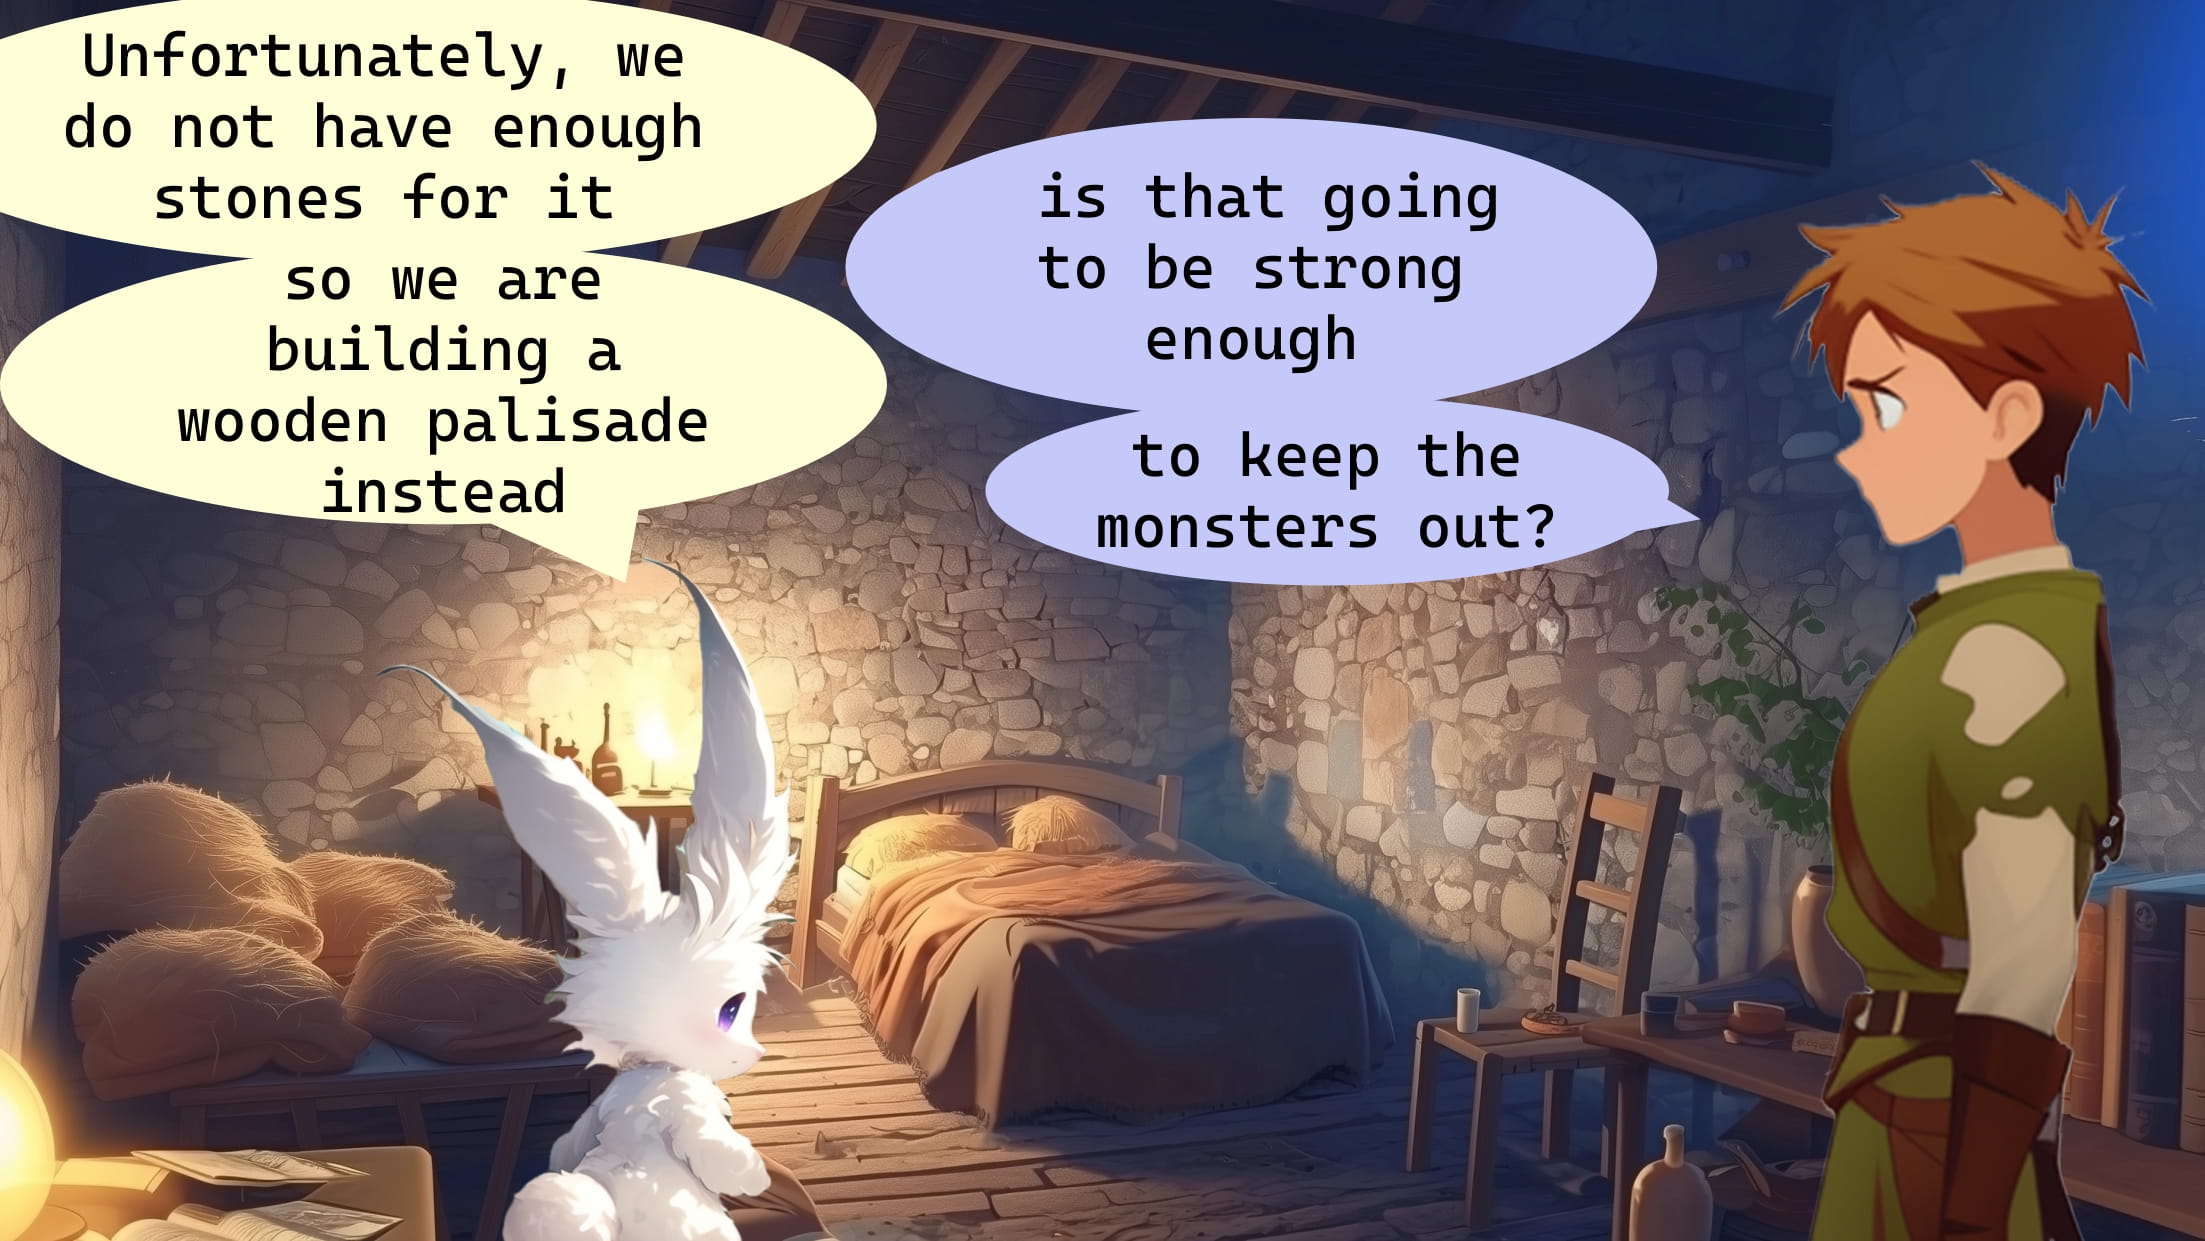 Unfortunately, we
do not have enough
stones for it
so we are
building a
wooden palisade
instead
is that going
to be strong
enough
to keep the
monsters out?